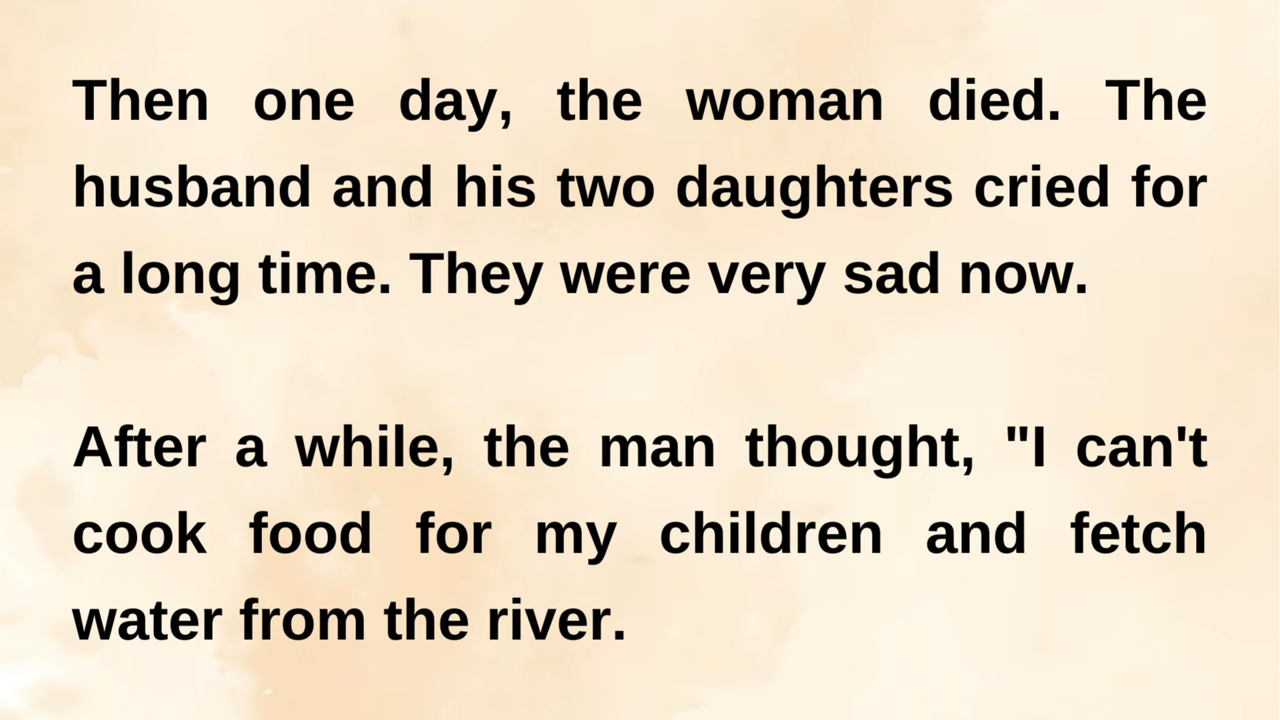 Then one day, the woman died. The
husband and his two daughters cried for
a long time. They were very sad now.
After a while, the man thought, "I can't
cook food for my children and fetch
water from the river.